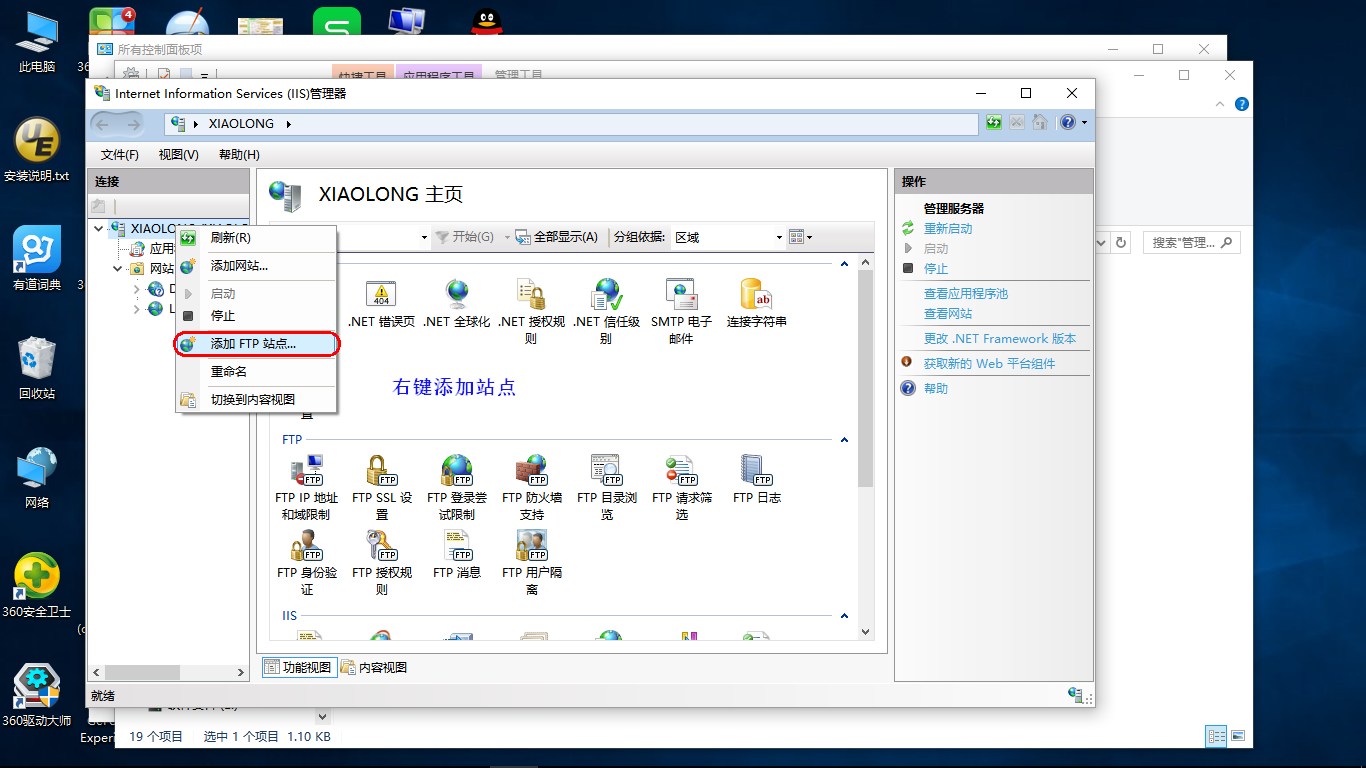 此电脑
安装说明.txt
有道词典
回收站
网络
360安全卫士
360驱动大师
4
所有控制面板项
快捷工具
应用程序工具
管理工具
搜索"管理...
Internet Information Services (IIS)管理器
XIAOLONG
文件(F)
视图(V)
帮助(H)
连接
刷新(R)
添加网站...
启动
停止
添加 FTP 站点...
重命名
切换到内容视图
网站
XIAOLONG 主页
开始(G)
全部显示(A)
分组依据:
区域
.NET 错误页
.NET 全球化
.NET 授权规
则
.NET 信任级
别
SMTP 电子
邮件
连接字符串
404
ab
右键添加站点
置
FTP
FTP IP 地址
和域限制
FTP SSL 设
置
FTP 登录尝
试限制
FTP 防火墙
支持
FTP 目录浏
览
FTP 请求筛
选
FTP 日志
FTP 身份验
证
FTP 授权规
则
FTP 消息
FTP 用户隔
离
IIS
功能视图
内容视图
就绪
操作
管理服务器
重新启动
启动
停止
查看应用程序池
查看网站
更改 .NET Framework 版本
获取新的 Web 平台组件
帮助
19 个项目
选中 1 个项目
1.10 KB